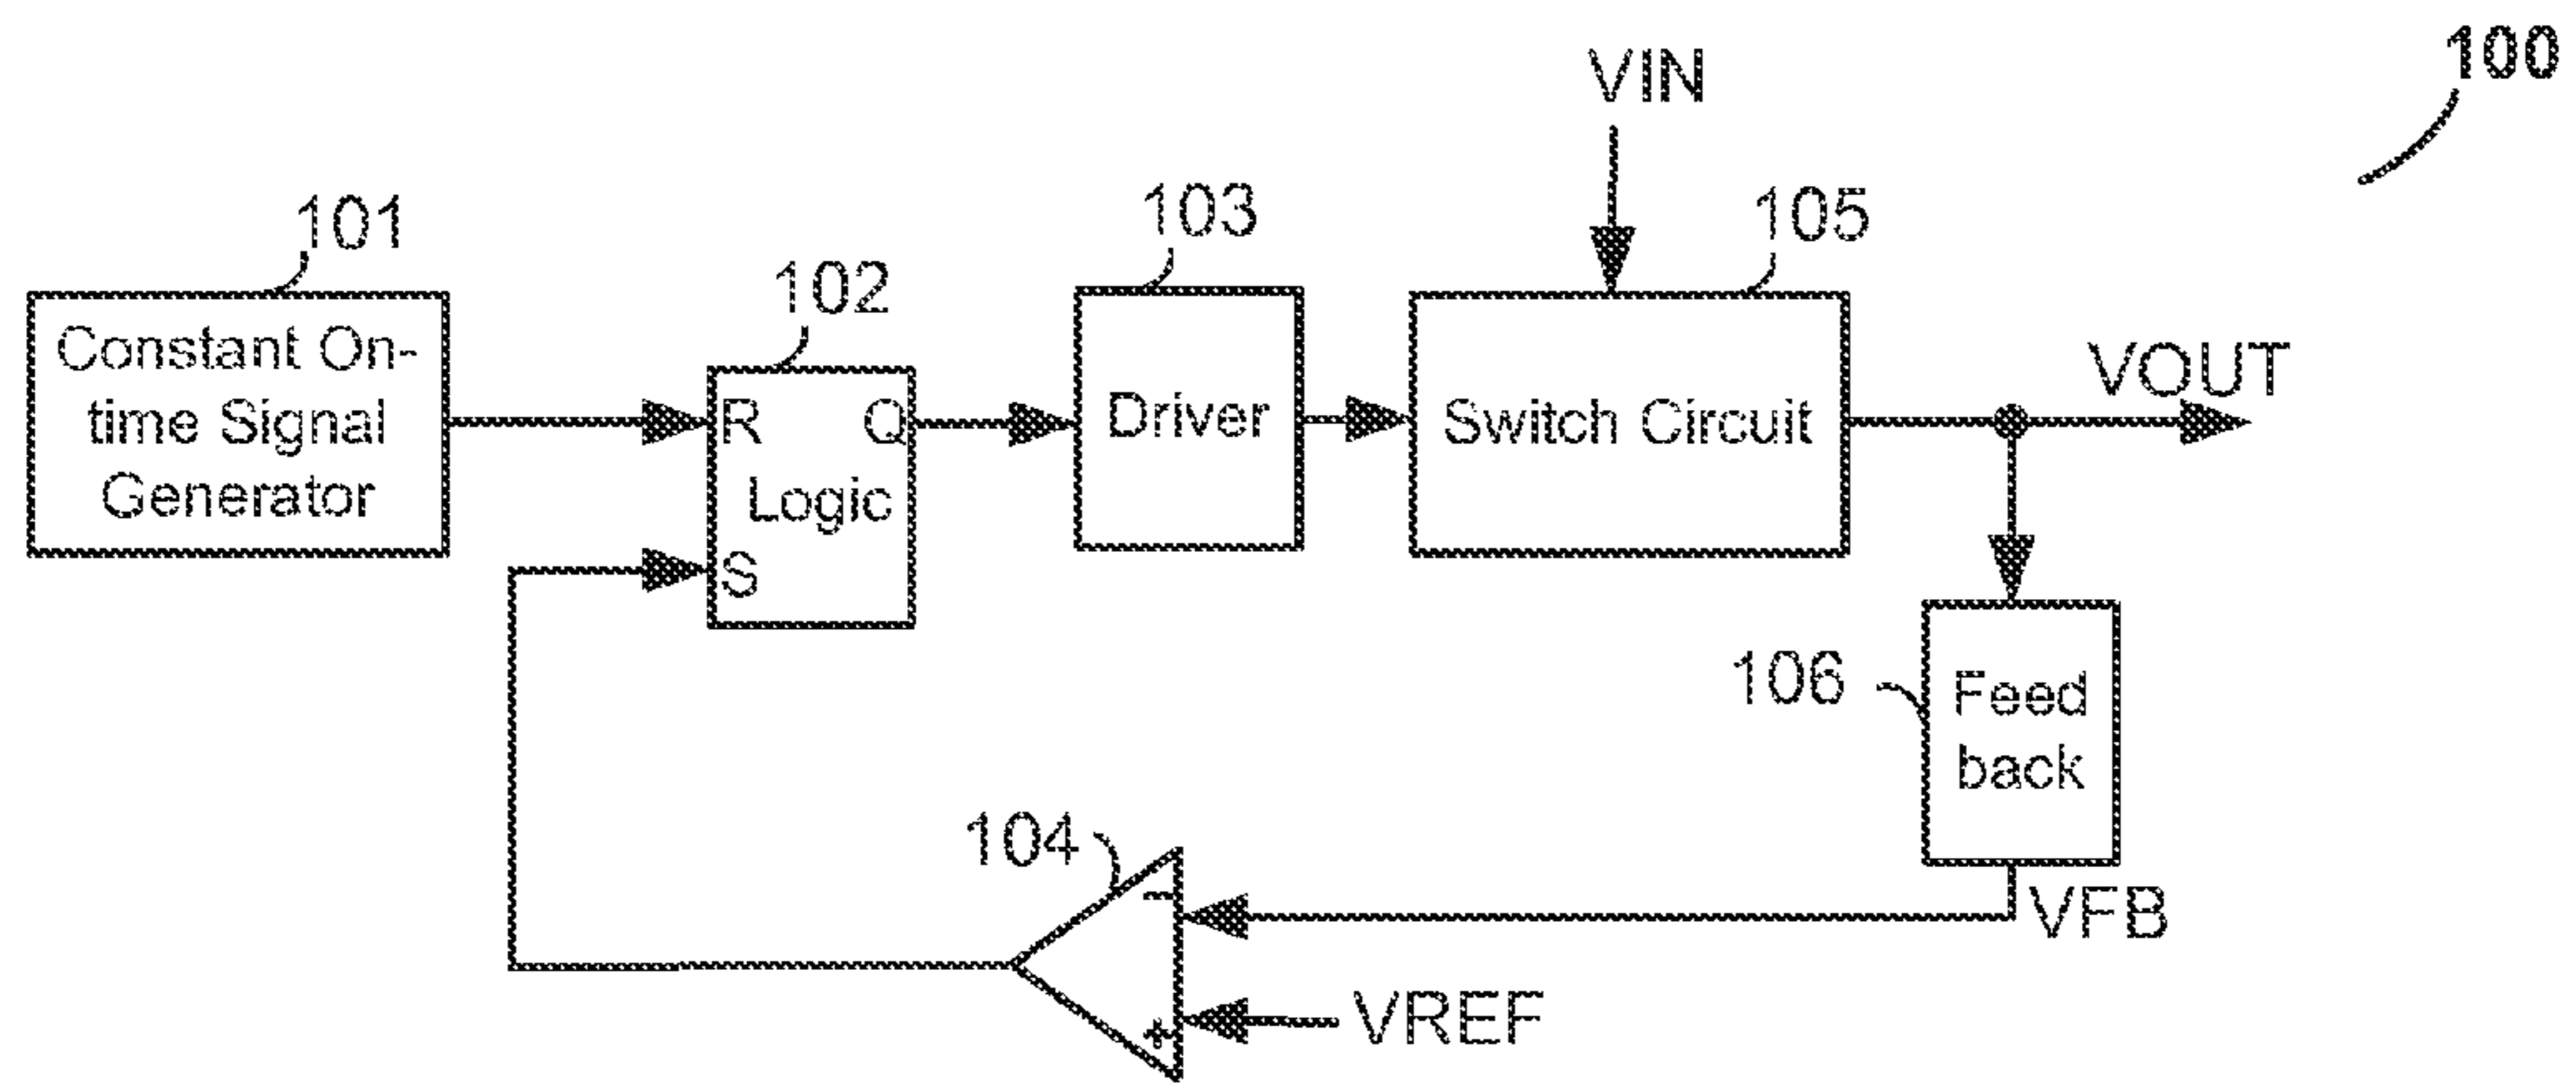 100
VIN
101
103
105
102
Constant On-
time Signal
Generator
R
Q
Logic
S
Driver
Switch Circuit
VOUT
106
Feed
back
104
-
VFB
+
VREF